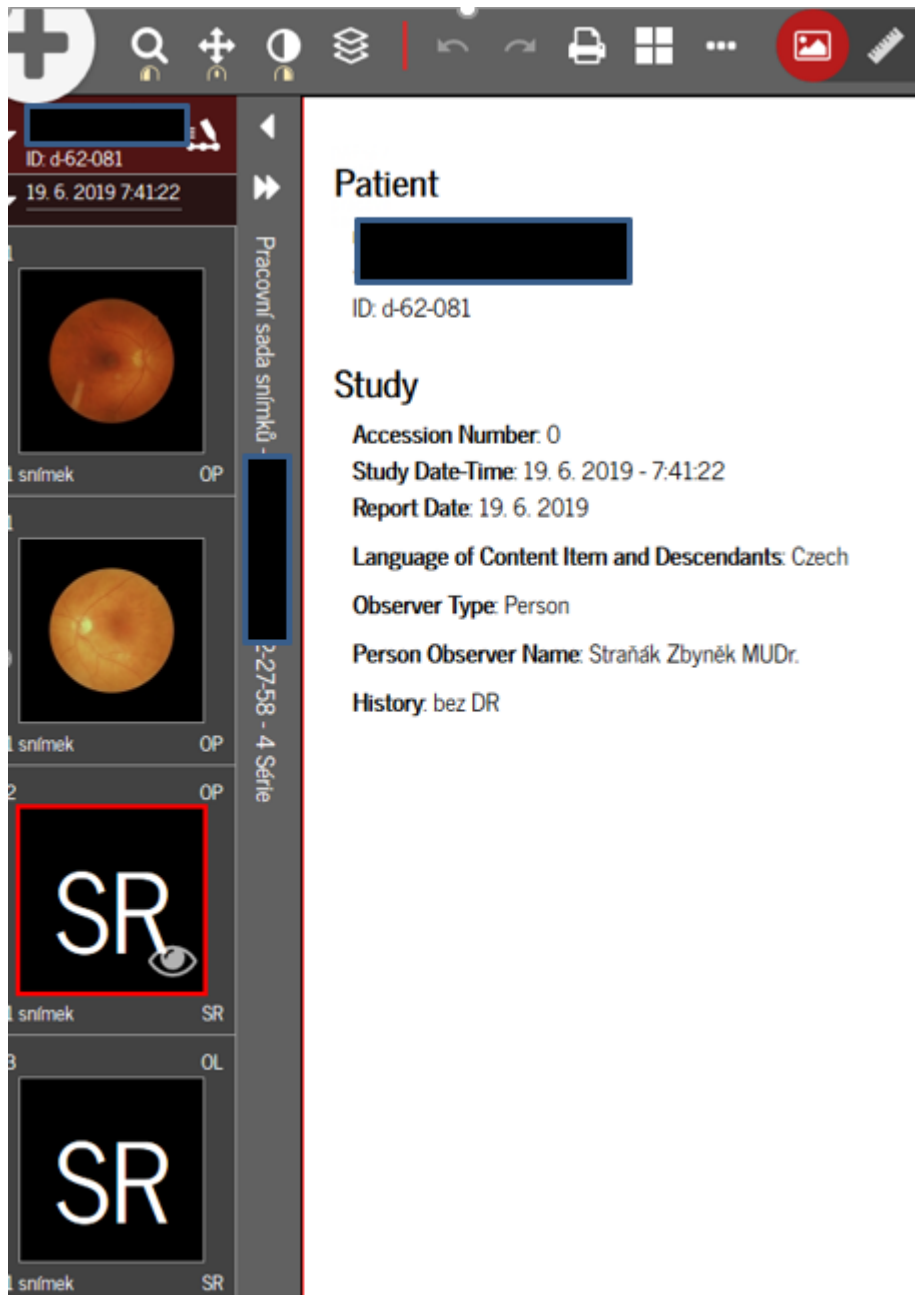 ID: d-62-081
19. 6. 2019 7:41:22
1 snímek OP
1 snímek OP
2 OP
SR
1 snímek SR
3 OL
SR
1 snímek SR
Pracovní sada snímků -
2-27-58 - 4 Série
Patient
ID: d-62-081
Study
Accession Number: 0
Study Date-Time: 19. 6. 2019 - 7:41:22
Report Date: 19. 6. 2019
Language of Content Item and Descendants: Czech
Observer Type: Person
Person Observer Name: Straňák Zbyněk MUDr.
History: bez DR